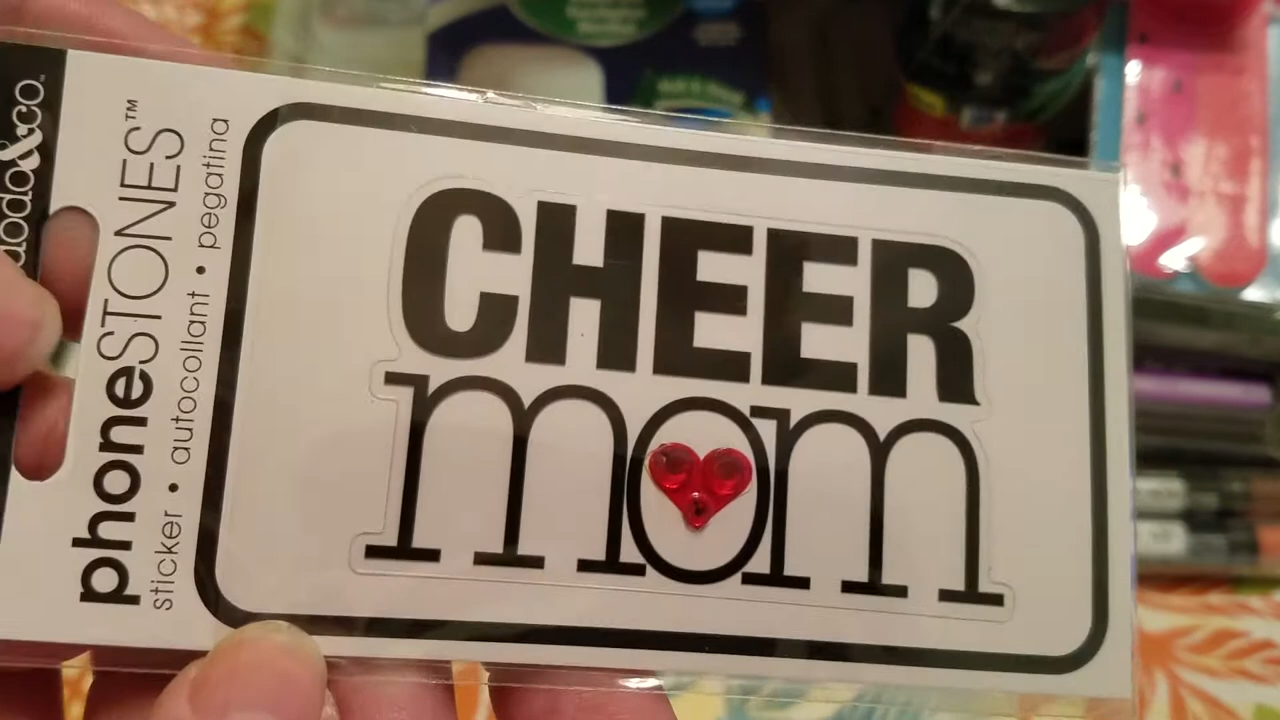 phoneSTONES™
sticker • autocollant • pegatina
CHEER
mom